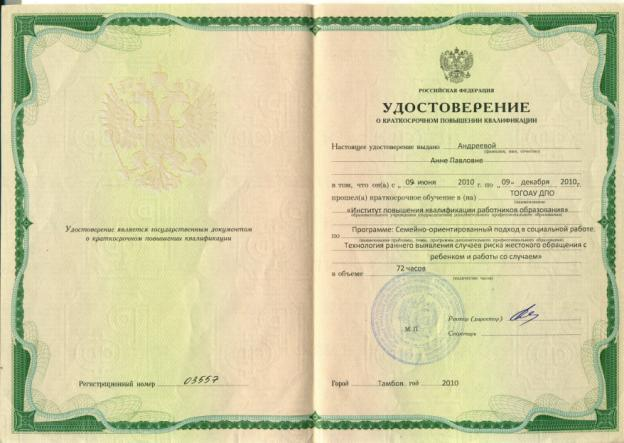 Удостоверение является государственным документом
о краткосрочном повышении квалификации
Регистрационный номер 03557
РОССИЙСКАЯ ФЕДЕРАЦИЯ
УДОСТОВЕРЕНИЕ
О КРАТКОСРОЧНОМ ПОВЫШЕНИИ КВАЛИФИКАЦИИ
Настоящее удостоверение выдано Андреевой
(фамилия, имя, отчество)
Анне Павловне
в том, что он(а) с „ 09 июня 2010 г. по „09 декабря 2010 г.
прошел(а) краткосрочное обучение в (на) ТОГОАУ ДПО
(наименование
«Институт повышения квалификации работников образования»
образовательного учреждения (подразделения) дополнительного профессионального образования)
по Программе: Семейно-ориентированный подход в социальной работе.
(наименование проблемы, темы, программы дополнительного профессионального образования)
Технология раннего выявления случаев риска жестокого обращения с
ребенком и работы со случаем»
в объеме 72 часов
(количество часов)
Ректор (директор)
М.П.
Секретарь
Город Тамбов год 2010